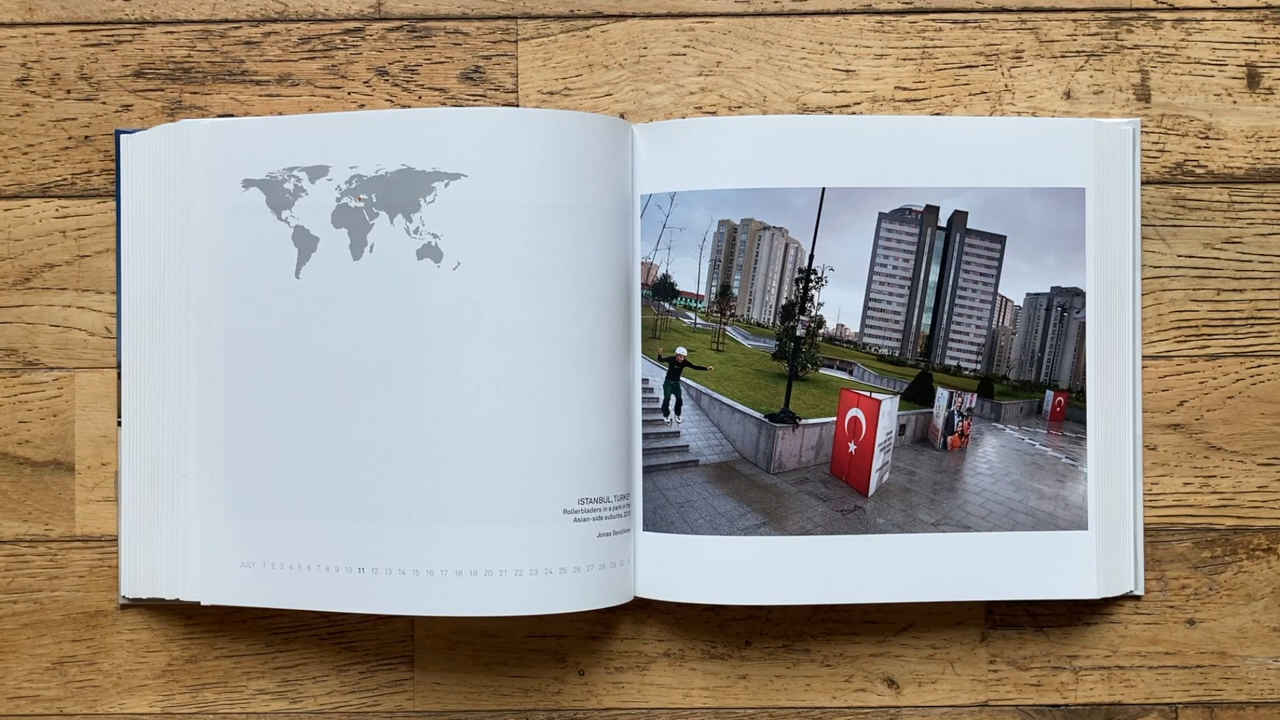 ISTANBUL, TURKEY
Rollerbladers in a park in the
Asian-side suburbs, 
Jonas Bendiksen
JULY 1 2 3 4 5 6 7 8 9 10 11 12 13 14 15 16 17 18 19 20 21 22 23 24 25 26 27 28 29 30